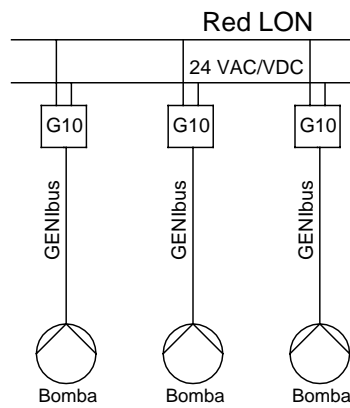 Red LON
24 VAC/VDC
G10 G10 G10
GENIbus GENIbus GENIbus
Bomba Bomba Bomba